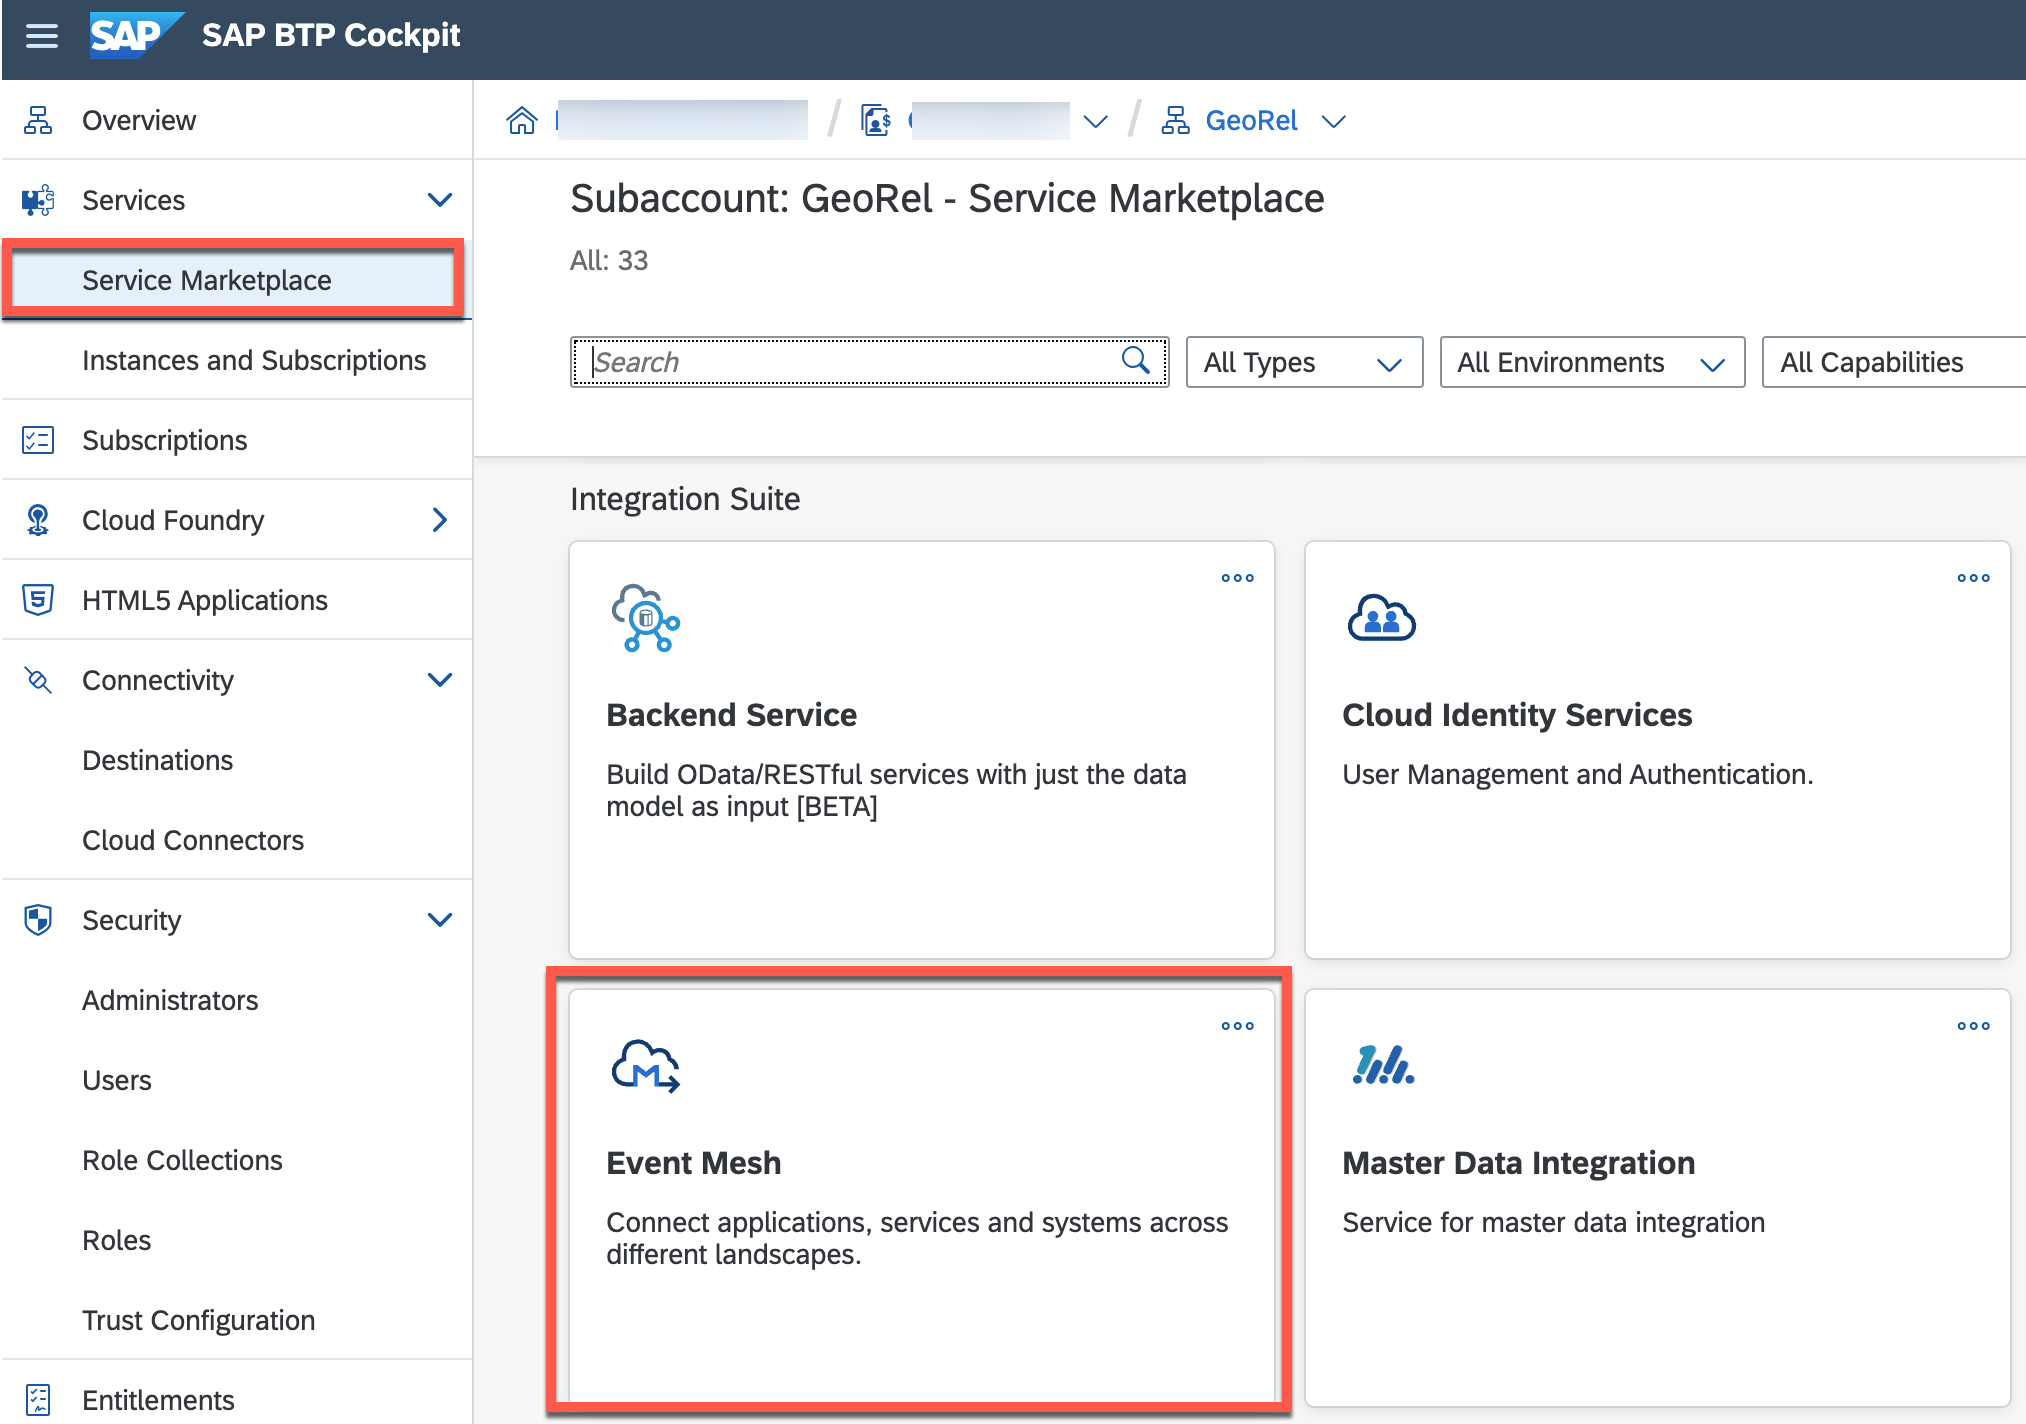 SAP SAP BTP Cockpit
Overview
Services
Service Marketplace
Instances and Subscriptions
Subscriptions
Cloud Foundry
HTML5 Applications
Connectivity
Destinations
Cloud Connectors
Security
Administrators
Users
Role Collections
Roles
Trust Configuration
Entitlements
/ / GeoRel
Subaccount: GeoRel - Service Marketplace
All: 33
Search
All Types
All Environments
All Capabilities
Integration Suite
Backend Service
Build OData/RESTful services with just the data
model as input [BETA]
Cloud Identity Services
User Management and Authentication.
Event Mesh
Connect applications, services and systems across
different landscapes.
Master Data Integration
Service for master data integration